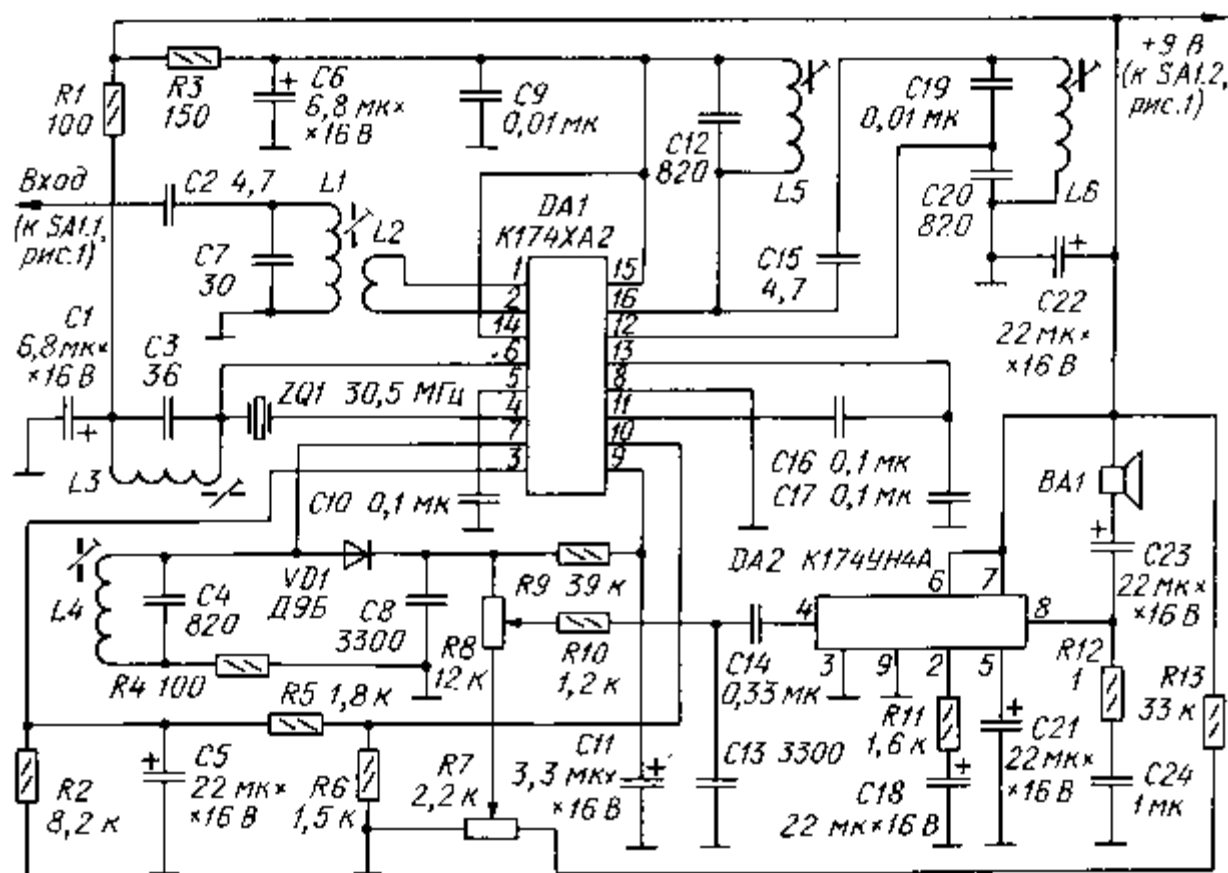 +9 В
(к SA1.2,
рис.1)
R1
100
R3
150
C6
6,8 мк×
×16 В
C9
0,01 мк
C12
820
L5
C19
0,01 мк
C20
820
L6
Вход
(к SA1.1,
рис.1)
C2 4,7
L1
L2
C7
30
DA1
К174ХА2
C15
4,7
C22
22 мк×
×16 В
C1
6,8 мк×
×16 В
C3
36
1
2
14
6
5
4
7
3
15
16
12
13
8
11
10
9
ZQ1 30,5 МГц
L3
C10 0,1 мк
C16 0,1 мк
C17 0,1 мк
BA1
L4
C4
820
VD1
Д9Б
C8
3300
R9 39 к
R8
12 к
R10
1,2 к
C14
0,33 мк
DA2 К174УН4А
6
7
4
8
3
9
2
5
C23
22 мк×
×16 В
R4 100
R5 1,8 к
R12
1
R13
33 к
R2
8,2 к
C5
22 мк×
×16 В
R6
1,5 к
R7
2,2 к
C11
3,3 мк×
×16 В
C13 3300
R11
1,6 к
C18
22 мк×16 В
C21
22 мк×
×16 В
C24
1 мк